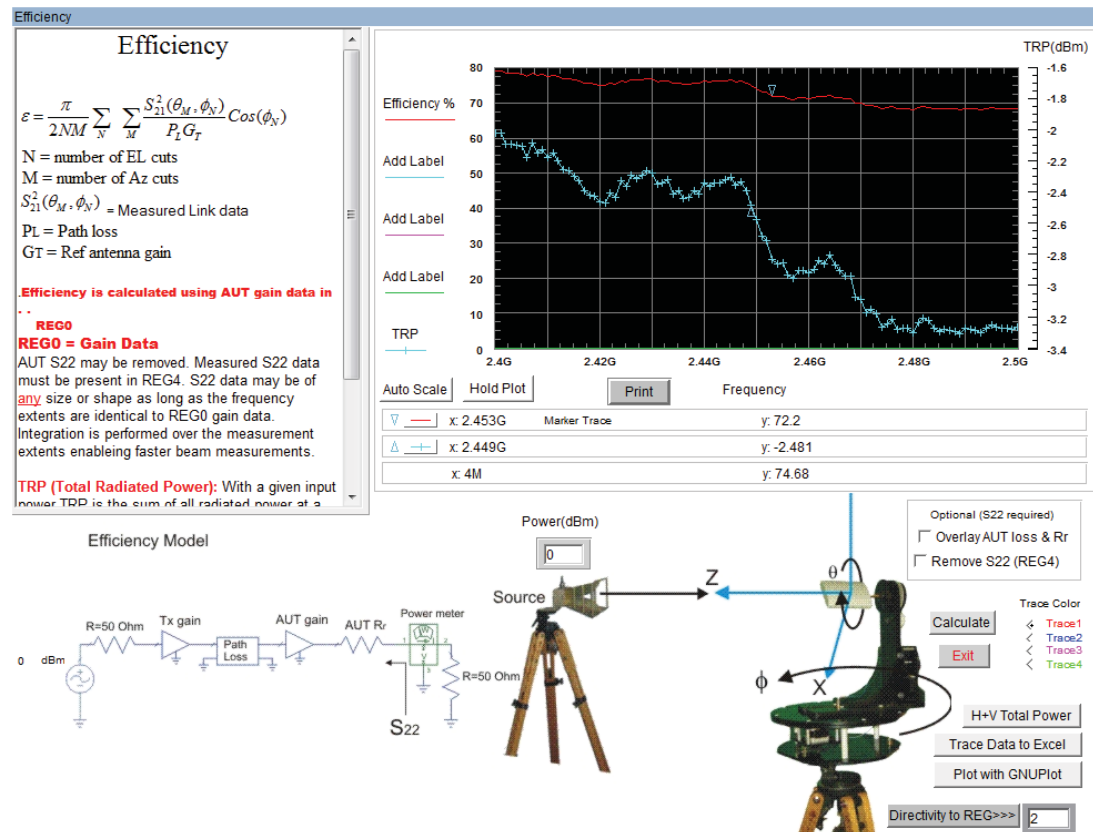 Efficiency
Efficiency
ε = π / 2NM ∑N ∑M S²21(θM, ϕN) / PL GT Cos(ϕN)
N = number of EL cuts
M = number of Az cuts
S²21(θM, ϕN) = Measured Link data
PL = Path loss
GT = Ref antenna gain
.Efficiency is calculated using AUT gain data in
. .
REG0
REG0 = Gain Data
AUT S22 may be removed. Measured S22 data
must be present in REG4. S22 data may be of
any size or shape as long as the frequency
extents are identical to REG0 gain data.
Integration is performed over the measurement
extents enableing faster beam measurements.
TRP (Total Radiated Power): With a given input
power TRP is the sum of all radiated power at a
TRP(dBm)
Efficiency %
Add Label
Add Label
Add Label
TRP
80
70
60
50
40
30
20
10
0
-1.6
-1.8
-2
-2.2
-2.4
-2.6
-2.8
-3
-3.2
-3.4
2.4G 2.42G 2.44G 2.46G 2.48G 2.5G
Auto Scale Hold Plot Print Frequency
x: 2.453G Marker Trace y: 72.2
x: 2.449G y: -2.481
x: 4M y: 74.68
Efficiency Model
0 dBm
R=50 Ohm
Tx gain
Path
Loss
AUT gain
AUT Rr
Power meter
1 2
3
R=50 Ohm
S22
Power(dBm)
0
Source
Z
θ
X
ϕ
Optional (S22 required)
Overlay AUT loss & Rr
Remove S22 (REG4)
Calculate
Exit
Trace Color
Trace1
Trace2
Trace3
Trace4
H+V Total Power
Trace Data to Excel
Plot with GNUPlot
Directivity to REG>>> 2